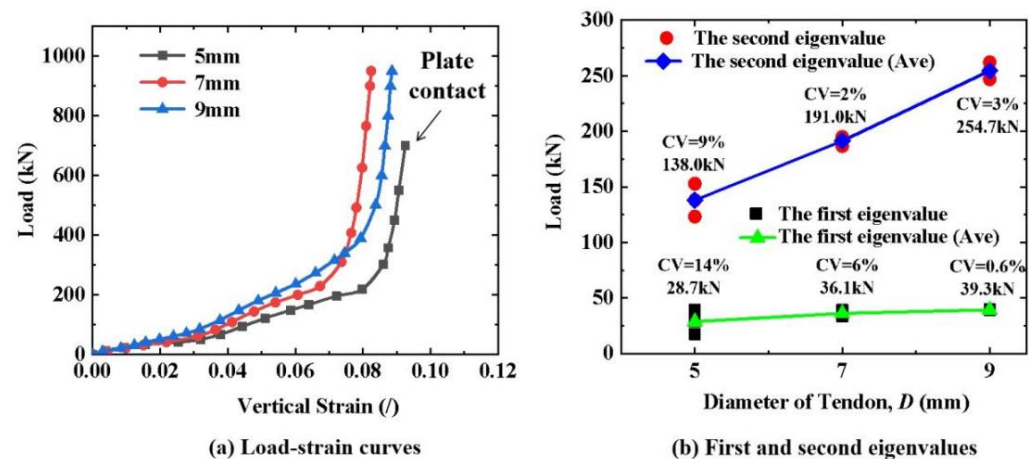 1000
800
600
400
200
0
Load (kN)
5mm
7mm
9mm
Plate
contact
0.00
0.02
0.04
0.06
0.08
0.10
0.12
Vertical Strain (/)
(a) Load-strain curves
300
250
200
150
100
50
0
Load (kN)
The second eigenvalue
The second eigenvalue (Ave)
CV=9%
138.0kN
CV=2%
191.0kN
CV=3%
254.7kN
The first eigenvalue
The first eigenvalue (Ave)
CV=14%
28.7kN
CV=6%
36.1kN
CV=0.6%
39.3kN
5
7
9
Diameter of Tendon, D (mm)
(b) First and second eigenvalues